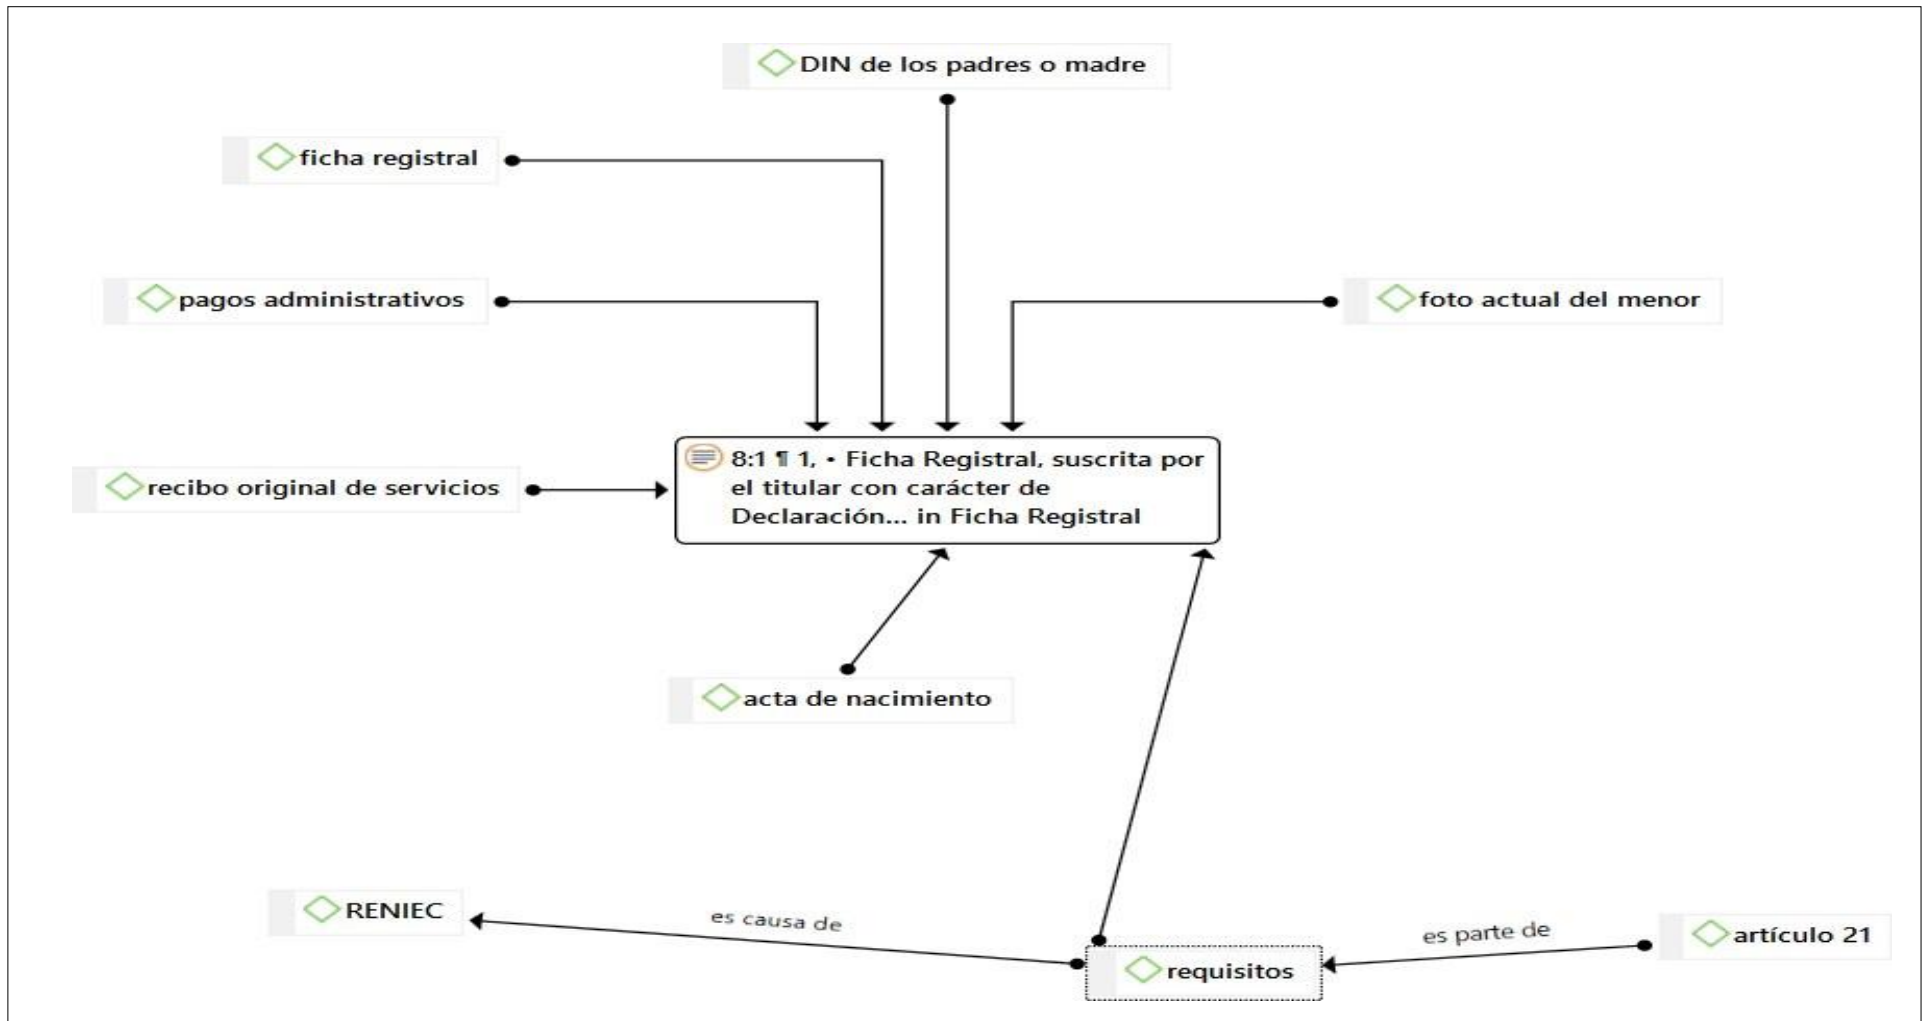 DIN de los padres o madre
ficha registral
pagos administrativos
foto actual del menor
8:1 ¶ 1, • Ficha Registral, suscrita por
el titular con carácter de
Declaración... in Ficha Registral
recibo original de servicios
acta de nacimiento
RENIEC
es causa de
es parte de
artículo 21
requisitos